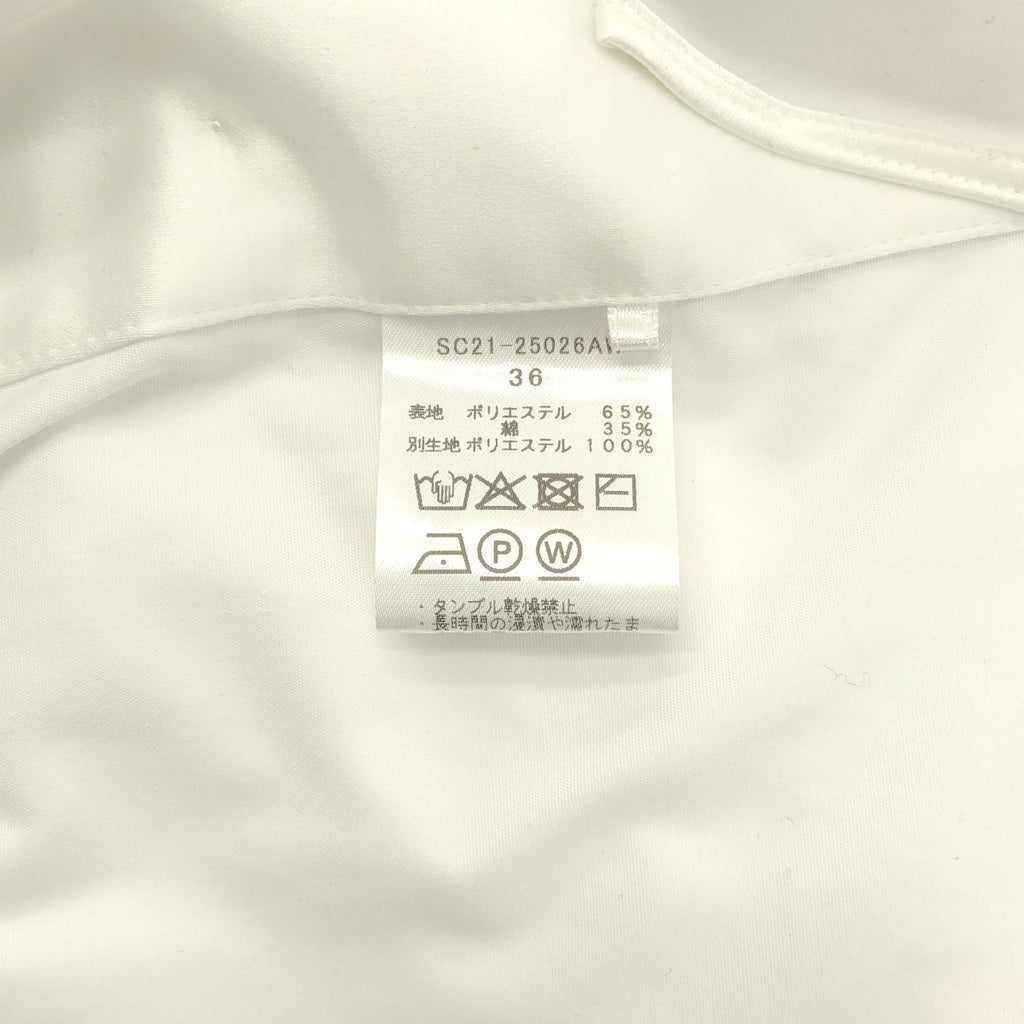 SC21-25026AW
36
表地 ポリエステル 65%
綿 35%
別生地 ポリエステル 100%
P W
・タンブル乾燥禁止
・長時間の浸漬や濡れたま